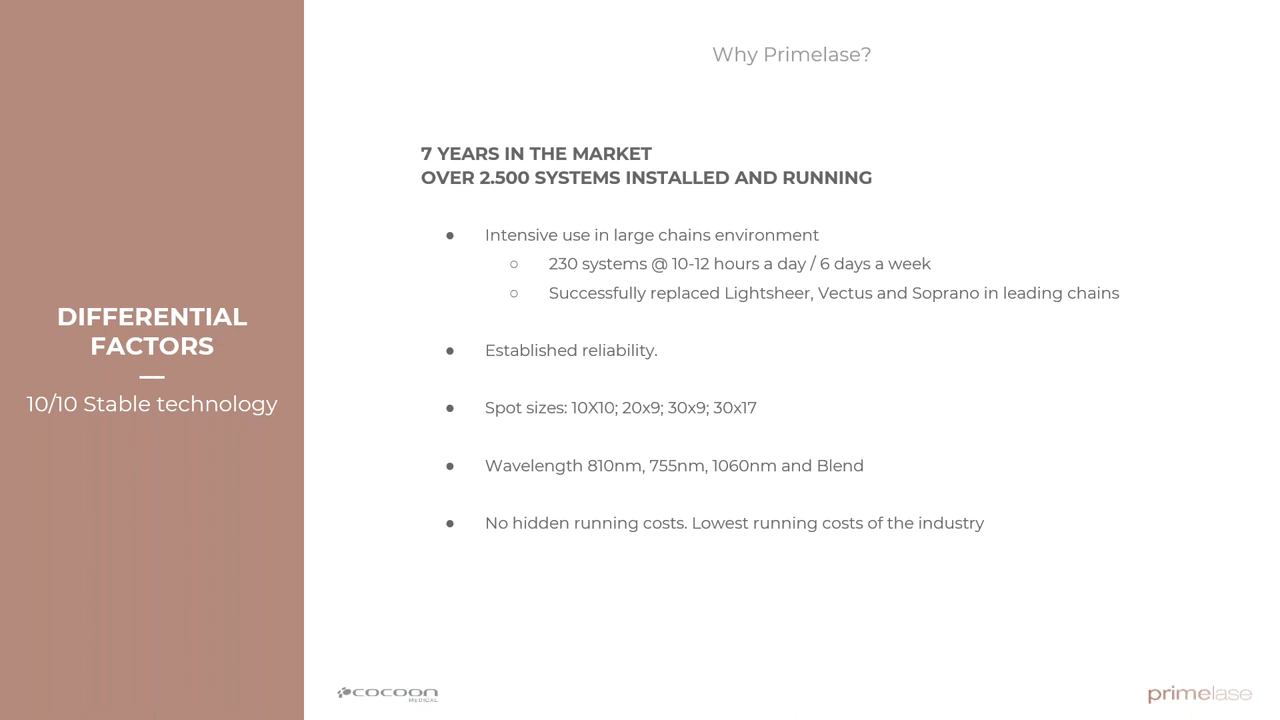 Why Primelase?
DIFFERENTIAL
FACTORS
10/10 Stable technology
7 YEARS IN THE MARKET
OVER 2.500 SYSTEMS INSTALLED AND RUNNING
● Intensive use in large chains environment
○ 230 systems @ 10-12 hours a day / 6 days a week
○ Successfully replaced Lightsheer, Vectus and Soprano in leading chains
● Established reliability.
● Spot sizes: 10X10; 20x9; 30x9; 30x17
● Wavelength 810nm, 755nm, 1060nm and Blend
● No hidden running costs. Lowest running costs of the industry
cocoon
MEDICAL
primelase